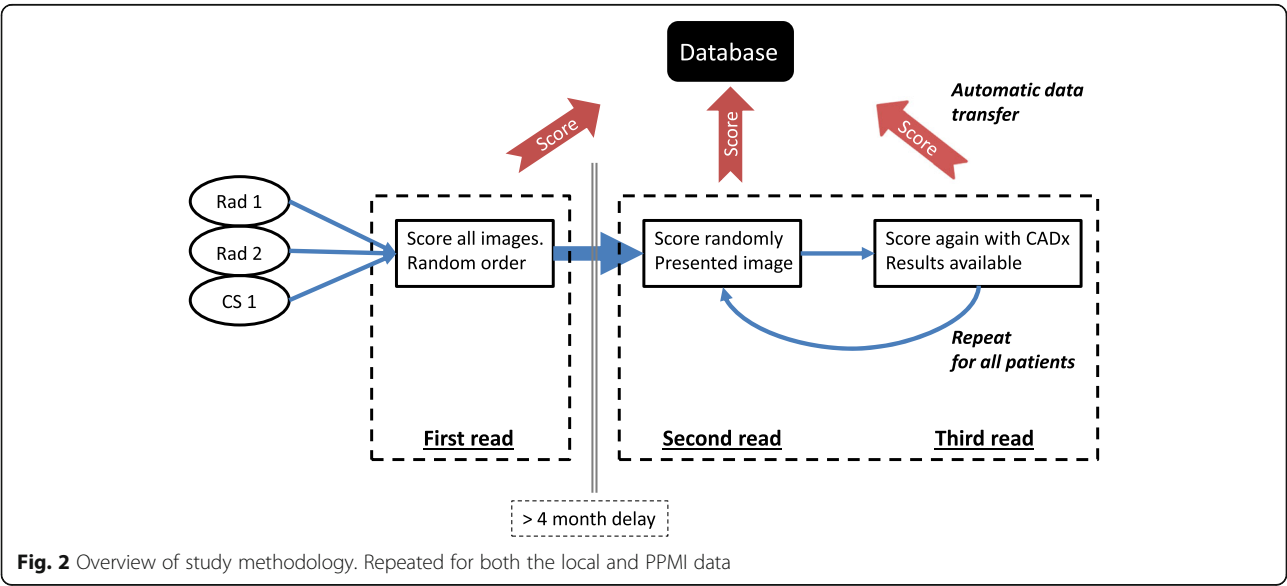 Database
Automatic data
transfer
Score
Score
Score
Rad 1
Rad 2
CS 1
Score all images.
Random order
Score randomly
Presented image
Score again with CADx
Results available
Repeat
for all patients
First read
Second read
Third read
> 4 month delay
Fig. 2 Overview of study methodology. Repeated for both the local and PPMI data